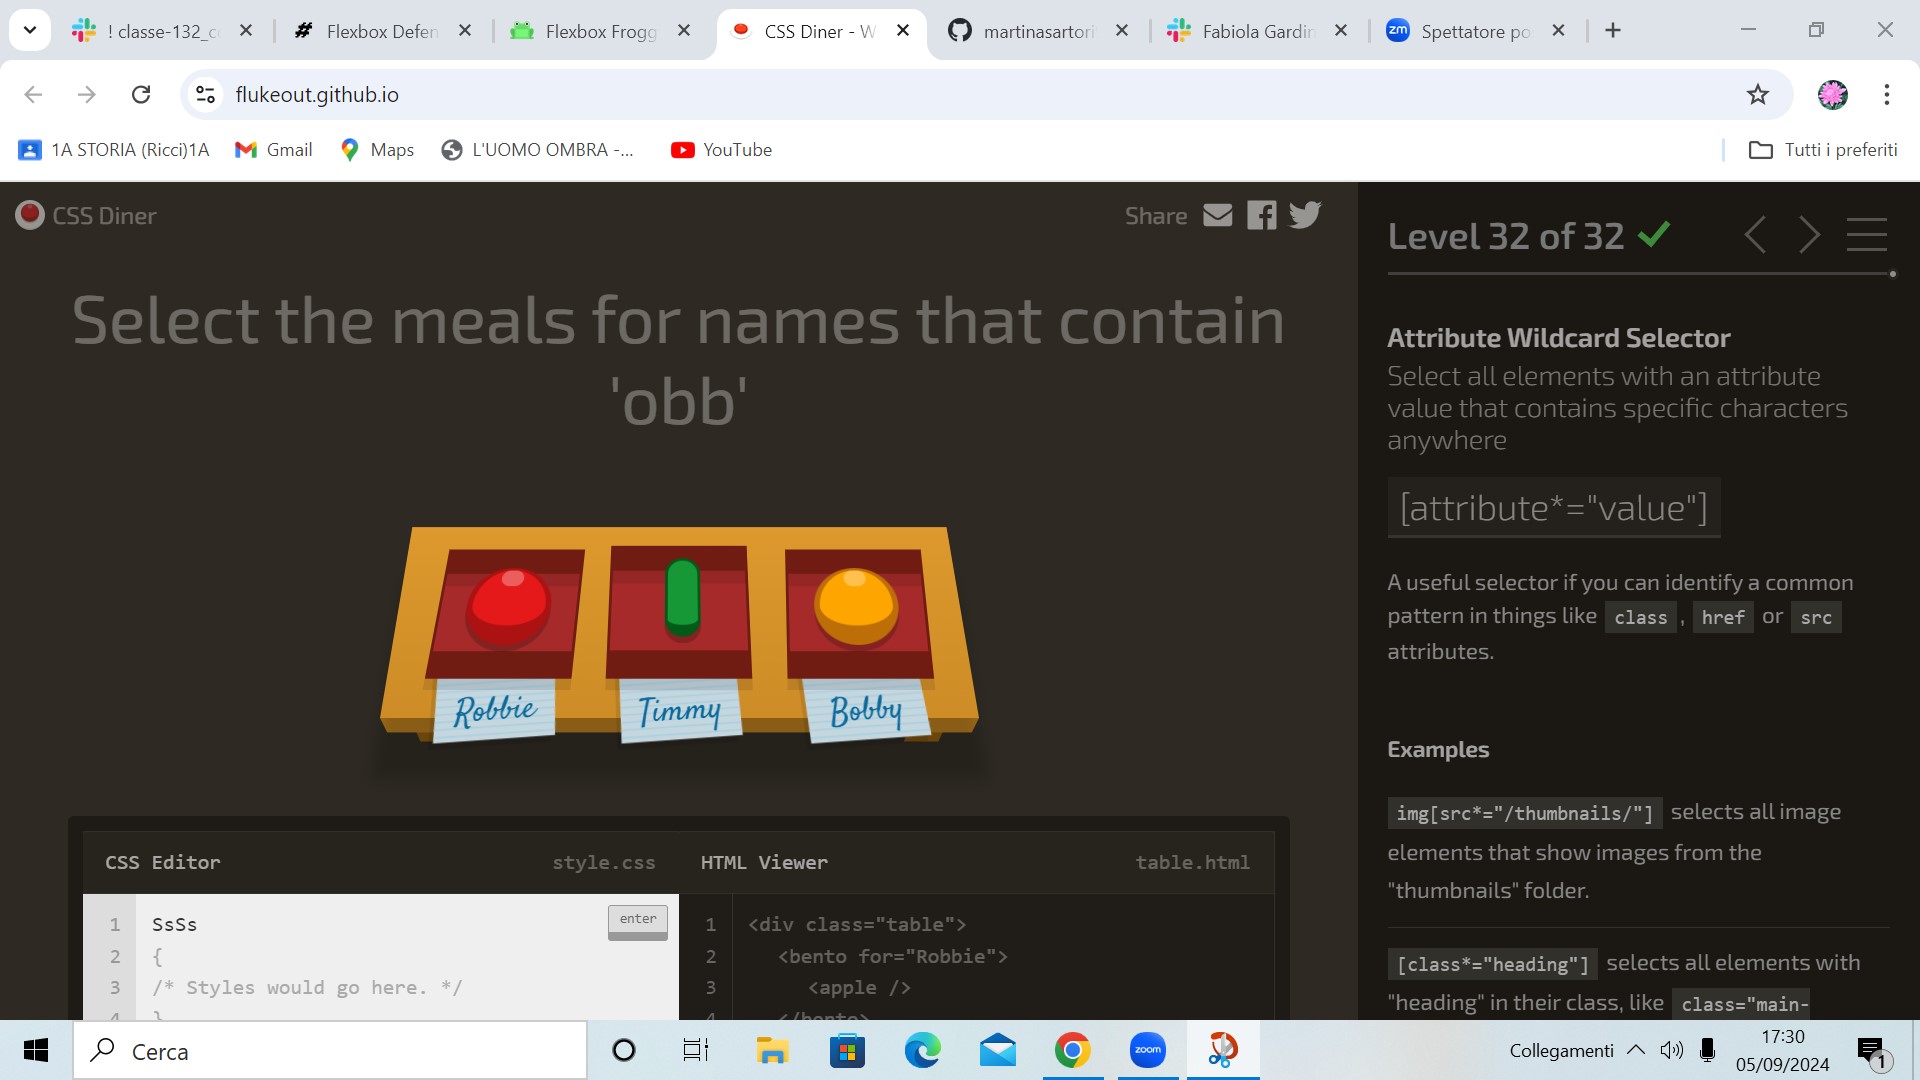 ! classe-132_c
Flexbox Defen
Flexbox Frogg
CSS Diner - W
martinasartori
Fabiola Gardin
zm
Spettatore po
flukeout.github.io
1A STORIA (Ricci)1A
Gmail
Maps
L'UOMO OMBRA -...
YouTube
Tutti i preferiti
CSS Diner
Share
Select the meals for names that contain
'obb'
Robbie
Timmy
Bobby
CSS Editor
style.css
HTML Viewer
table.html
1
SsSs
enter
2
{
3
/* Styles would go here. */
4
}
1
<div class="table">
2
<bento for="Robbie">
3
<apple />
4
</bento>
Level 32 of 32
Attribute Wildcard Selector
Select all elements with an attribute
value that contains specific characters
anywhere
[attribute*="value"]
A useful selector if you can identify a common
pattern in things like class , href or src
attributes.
Examples
img[src*="/thumbnails/"] selects all image
elements that show images from the
"thumbnails" folder.
[class*="heading"] selects all elements with
"heading" in their class, like class="main-
Cerca
zoom
Collegamenti
17:30
05/09/2024
1